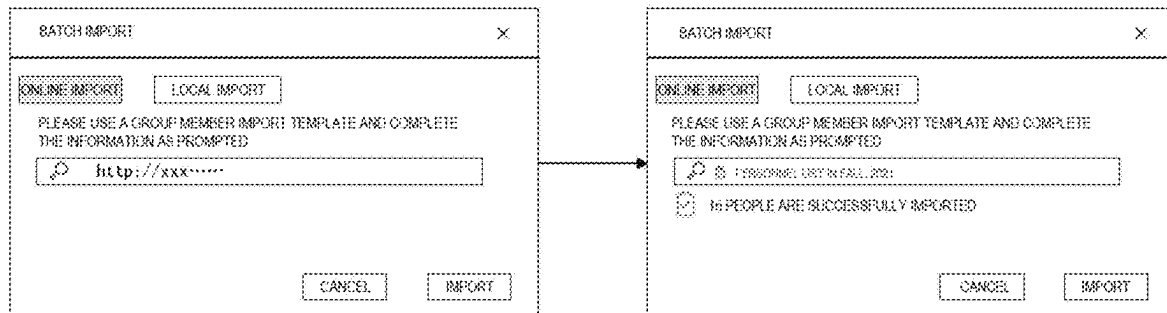 BATCH IMPORT
ONLINE IMPORT
LOCAL IMPORT
PLEASE USE A GROUP MEMBER IMPORT TEMPLATE AND COMPLETE
THE INFORMATION AS PROMPTED
http://xxx······
CANCEL
IMPORT
BATCH IMPORT
ONLINE IMPORT
LOCAL IMPORT
PLEASE USE A GROUP MEMBER IMPORT TEMPLATE AND COMPLETE
THE INFORMATION AS PROMPTED
PERSONNEL LIST IN FALL, 2021
16 PEOPLE ARE SUCCESSFULLY IMPORTED
CANCEL
IMPORT